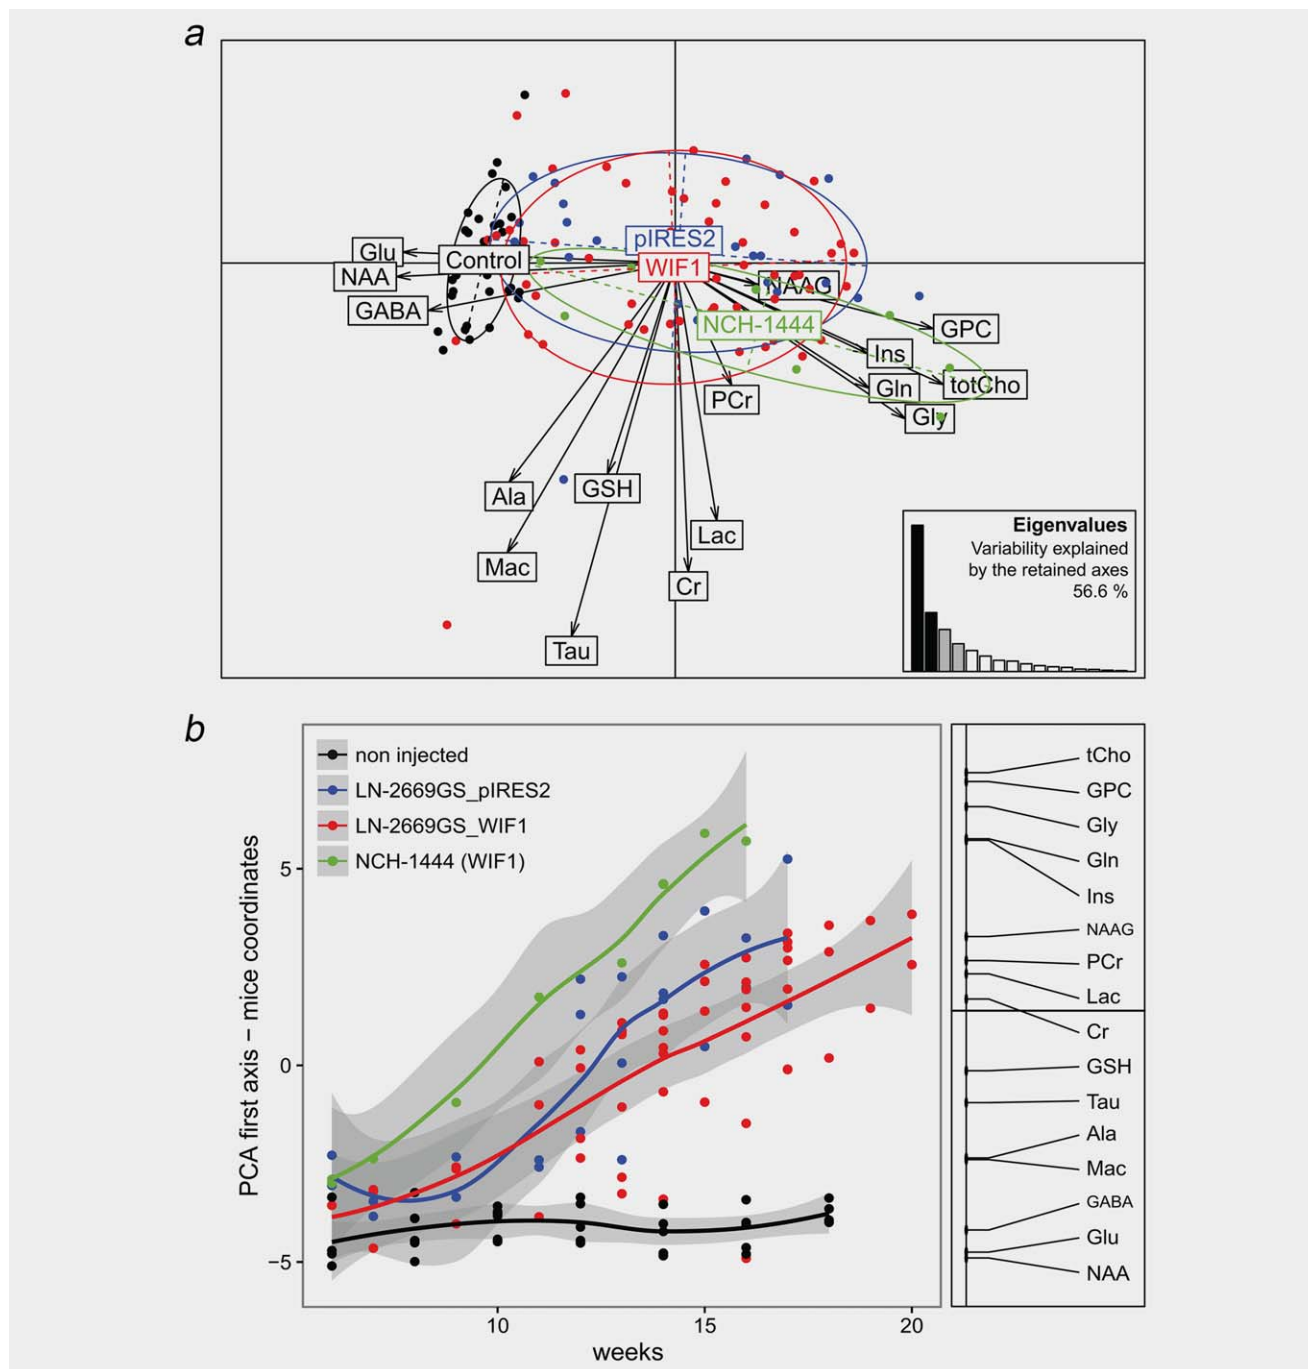 a
Glu
NAA
GABA
Control
pIRES2
WIF1
NAAG
NCH-1444
GPC
Ins
totCho
Gln
Gly
PCr
Ala
GSH
Mac
Lac
Cr
Tau
Eigenvalues
Variability explained
by the retained axes
56.6 %
b
non injected
LN-2669GS_pIRES2
LN-2669GS_WIF1
NCH-1444 (WIF1)
PCA first axis – mice coordinates
5
0
−5
10
15
20
weeks
tCho
GPC
Gly
Gln
Ins
NAAG
PCr
Lac
Cr
GSH
Tau
Ala
Mac
GABA
Glu
NAA